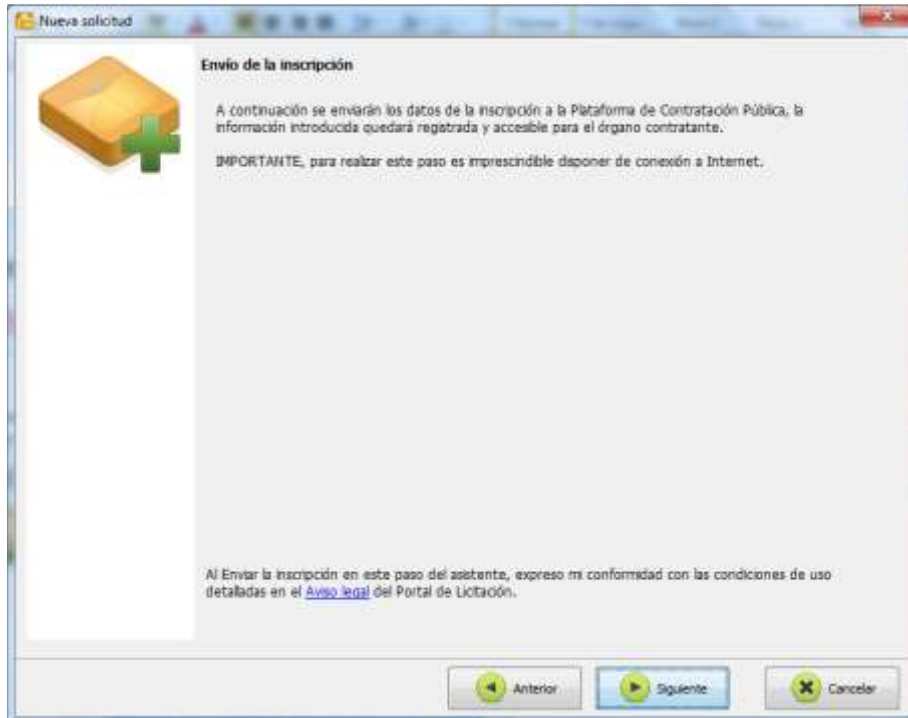 Nueva solicitud
Envío de la inscripción
A continuación se enviarán los datos de la inscripción a la Plataforma de Contratación Pública, la
información introducida quedará registrada y accesible para el órgano contratante.
IMPORTANTE, para realizar este paso es imprescindible disponer de conexión a Internet.
Al Enviar la inscripción en este paso del asistente, expreso mi conformidad con las condiciones de uso
detalladas en el Aviso legal del Portal de Licitación.
Anterior
Siguiente
Cancelar